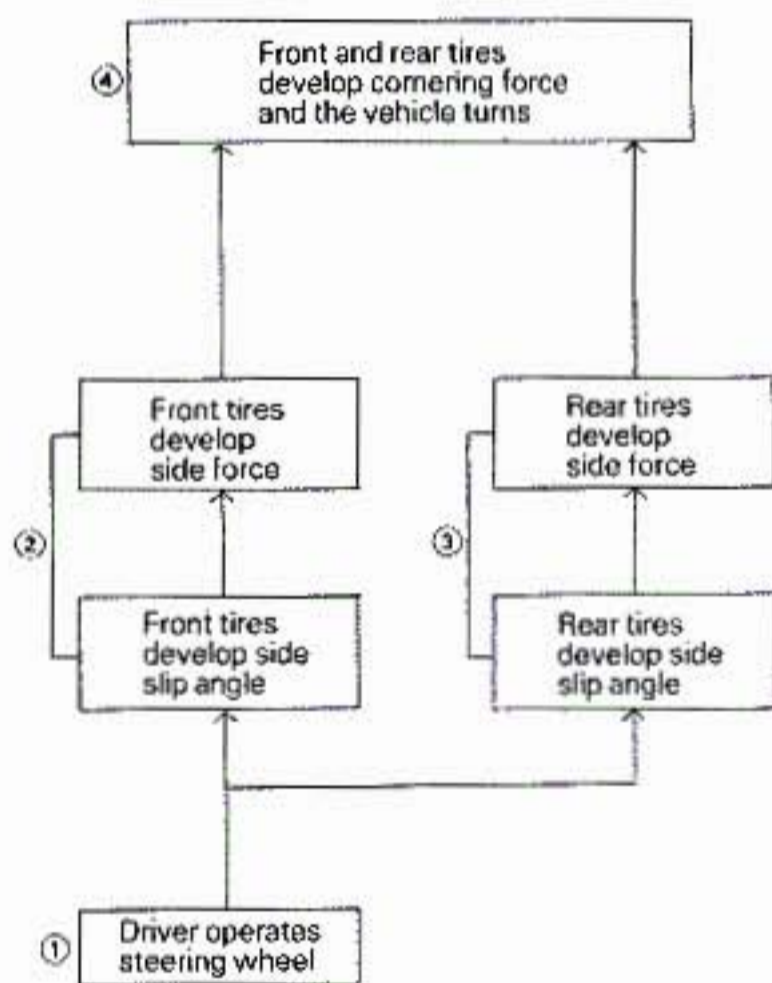 ④
Front and rear tires
develop cornering force
and the vehicle turns
Front tires
develop
side force
Rear tires
develop
side force
②
③
Front tires
develop side
slip angle
Rear tires
develop side
slip angle
①
Driver operates
steering wheel